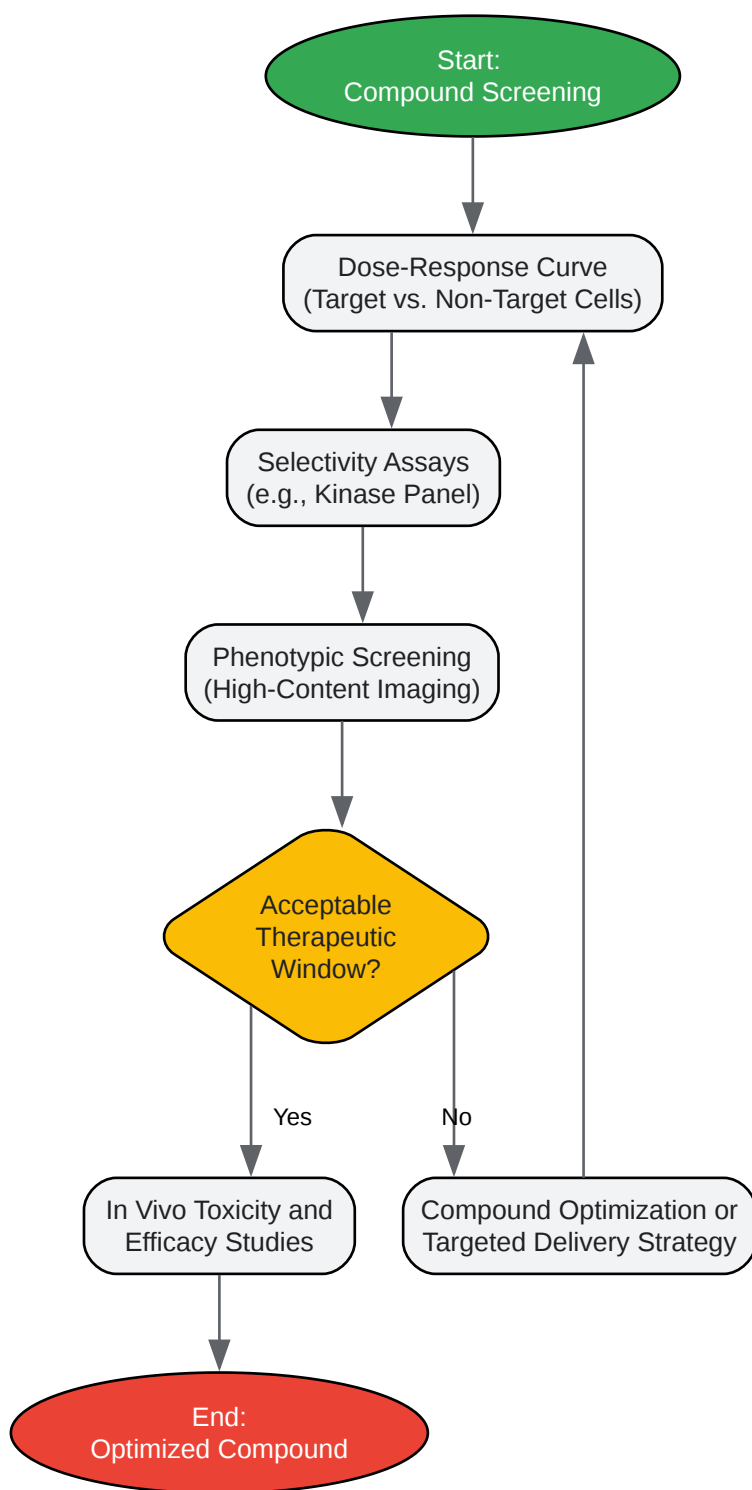 Start:
Compound Screening
Dose-Response Curve
(Target vs. Non-Target Cells)
Selectivity Assays
(e.g., Kinase Panel)
Phenotypic Screening
(High-Content Imaging)
Acceptable
Therapeutic
Window?
Yes
No
In Vivo Toxicity and
Efficacy Studies
Compound Optimization or
Targeted Delivery Strategy
End:
Optimized Compound